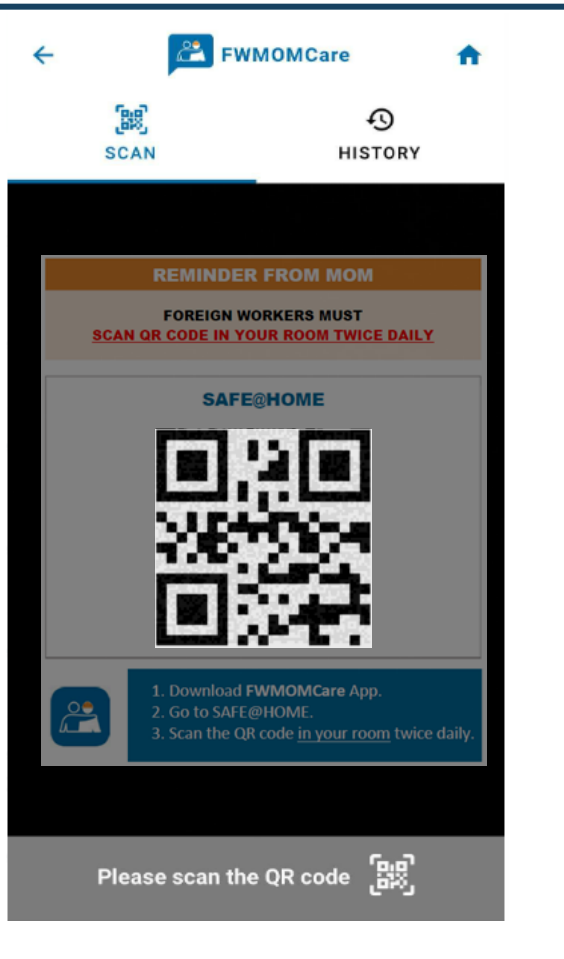 FWMOMCare
SCAN
HISTORY
REMINDER FROM MOM
FOREIGN WORKERS MUST
SCAN QR CODE IN YOUR ROOM TWICE DAILY
SAFE@HOME
1. Download FWMOMCare App.
2. Go to SAFE@HOME.
3. Scan the QR code in your room twice daily.
Please scan the QR code